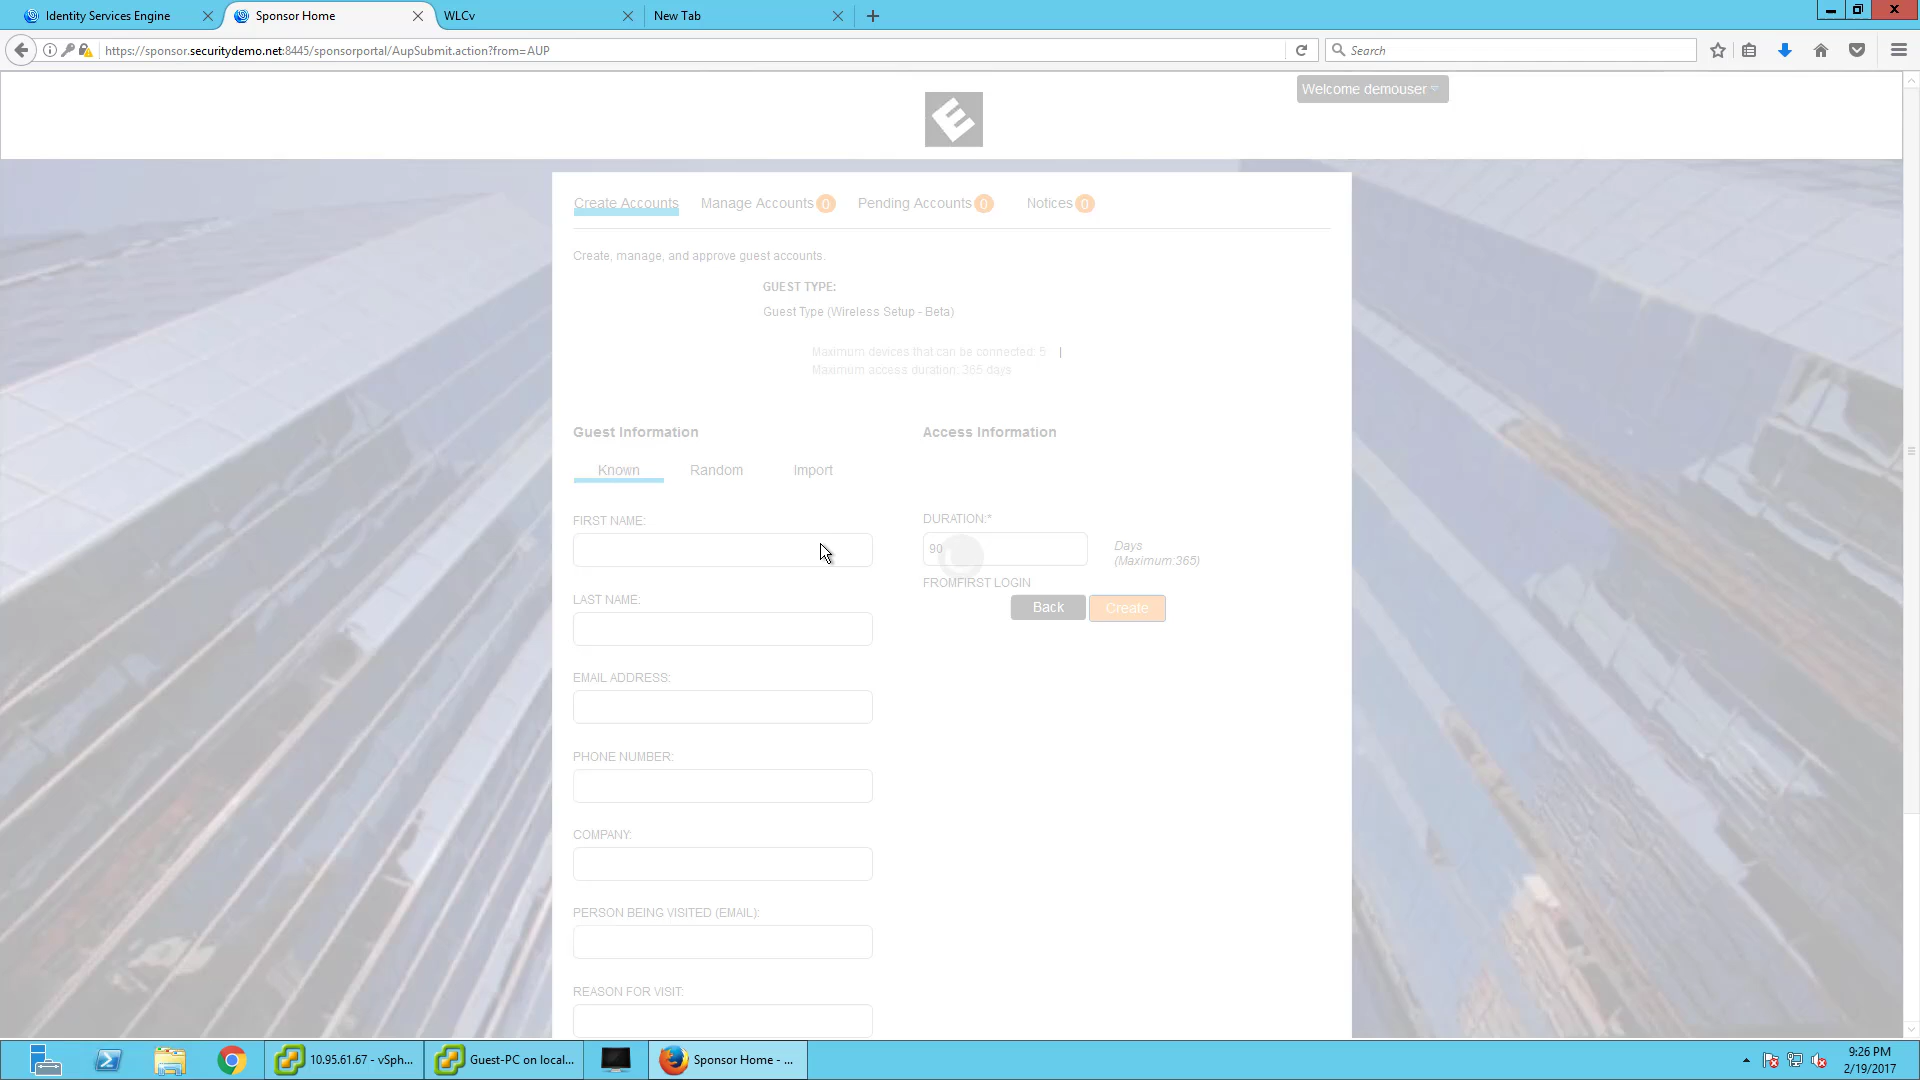 Identity Services Engine
Sponsor Home
WLCv
New Tab
https://sponsor.securitydemo.net:8445/sponsorportal/AupSubmit.action?from=AUP
Search
Welcome demouser
E
Create Accounts
Manage Accounts 0
Pending Accounts 0
Notices 0
Create, manage, and approve guest accounts.
GUEST TYPE:
Guest Type (Wireless Setup - Beta)
Maximum devices that can be connected: 5 |
Maximum access duration: 365 days
Guest Information
Access Information
Known
Random
Import
FIRST NAME:
DURATION:*
90
Days
(Maximum:365)
FROMFIRST LOGIN
Back
Create
LAST NAME:
EMAIL ADDRESS:
PHONE NUMBER:
COMPANY:
PERSON BEING VISITED (EMAIL):
REASON FOR VISIT:
10.95.61.67 - vSph...
Guest-PC on local...
Sponsor Home - ...
9:26 PM
2/19/2017